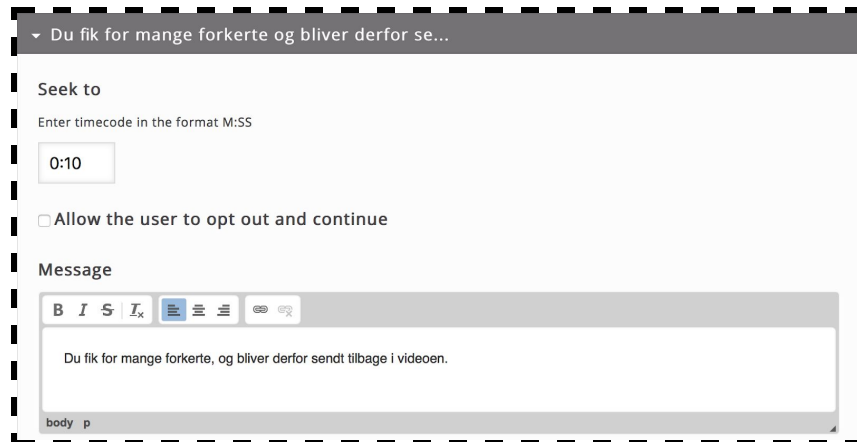 Du fik for mange forkerte og bliver derfor se...
Seek to
Enter timecode in the format M:SS
0:10
Allow the user to opt out and continue
Message
B I S Tx
Du fik for mange forkerte, og bliver derfor sendt tilbage i videoen.
body p